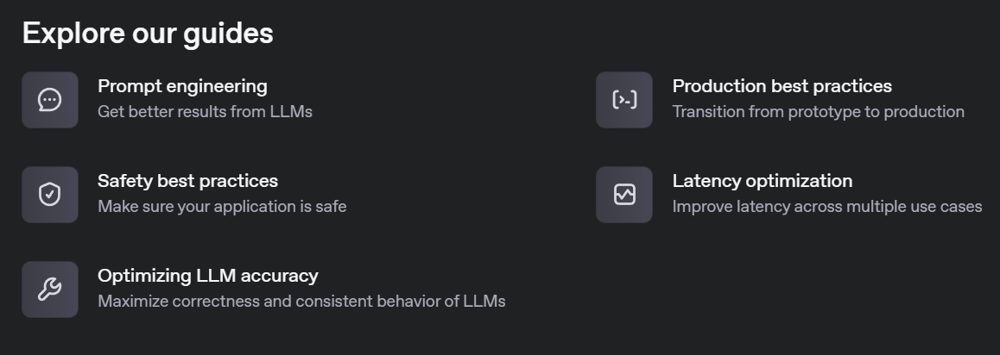 Explore our guides
Prompt engineering
Get better results from LLMs
Production best practices
Transition from prototype to production
Safety best practices
Make sure your application is safe
Latency optimization
Improve latency across multiple use cases
Optimizing LLM accuracy
Maximize correctness and consistent behavior of LLMs